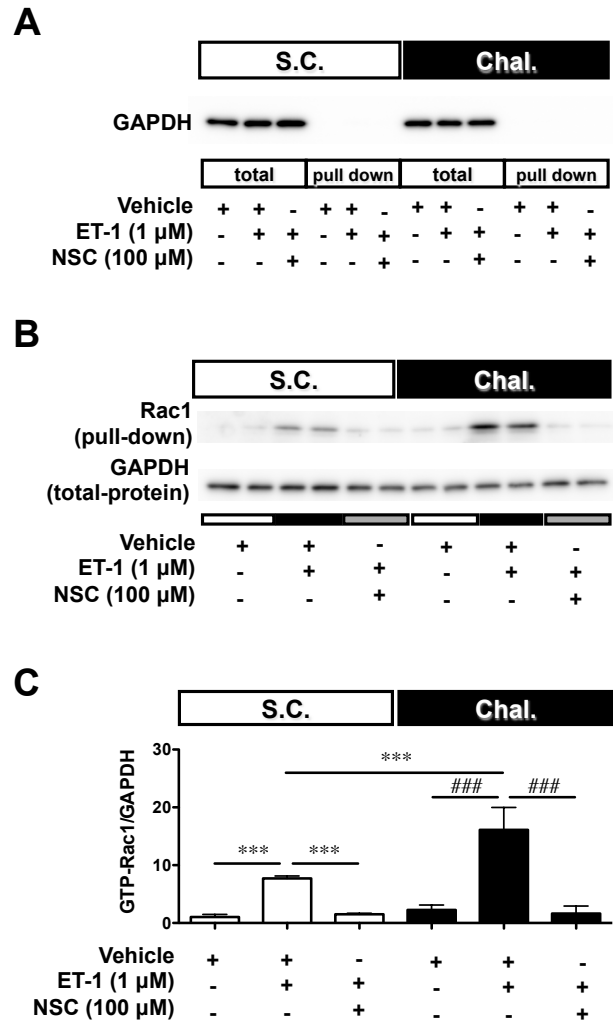 A
S.C. Chal.
GAPDH
total pull down total pull down
Vehicle + + - + + - + + - + + -
ET-1 (1 µM) - + + - + + - + + - + +
NSC (100 µM) - - + - - + - - + - - +
B
S.C. Chal.
Rac1
(pull-down)
GAPDH
(total-protein)
Vehicle + + - + + -
ET-1 (1 µM) - + + - + +
NSC (100 µM) - - + - - +
C
S.C. Chal.
GTP-Rac1/GAPDH
30
20
10
0
***
### ###
*** ***
Vehicle + + - + + -
ET-1 (1 µM) - + + - + +
NSC (100 µM) - - + - - +